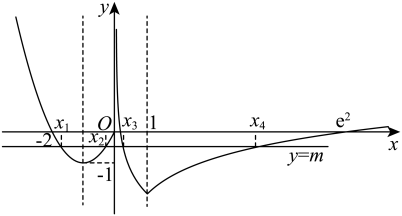 y
x₁ O x₃ 1 x₄ e²
-2 x₂ x
-1 y=m